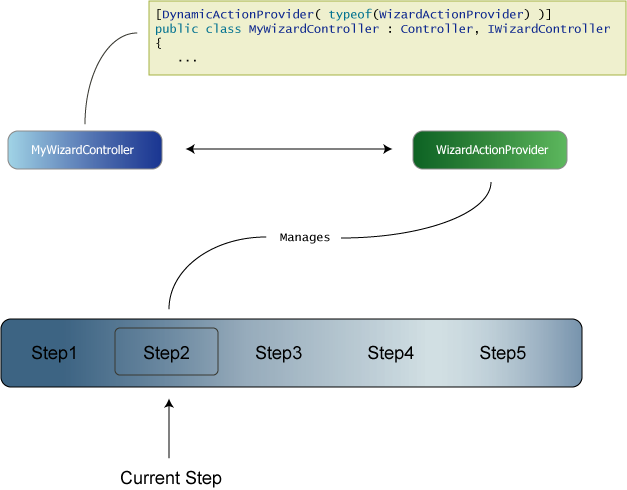 [DynamicActionProvider( typeof(WizardActionProvider) )]
public class MyWizardController : Controller, IWizardController
{
...
MyWizardController
WizardActionProvider
Manages
Step1 Step2 Step3 Step4 Step5
Current Step